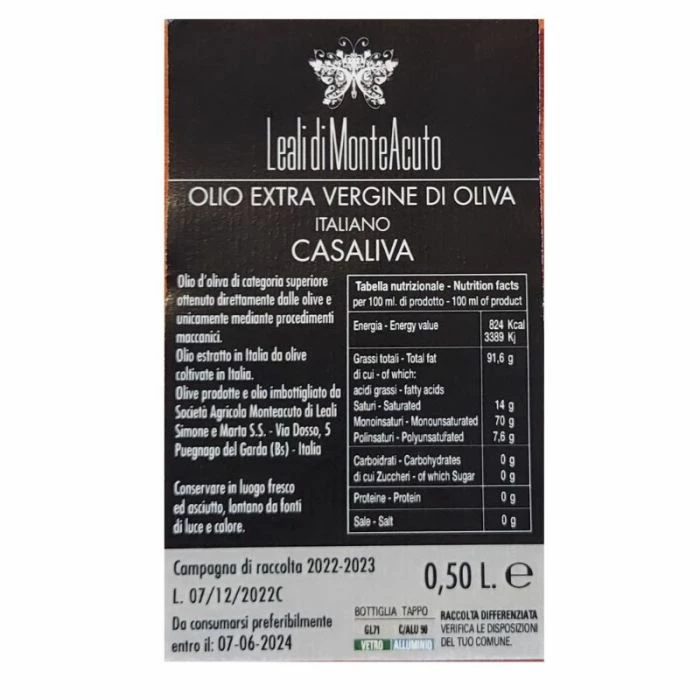 Leali di MonteAcuto
OLIO EXTRA VERGINE DI OLIVA
ITALIANO
CASALIVA
Olio d'oliva di categoria superiore
ottenuto direttamente dalle olive e
unicamente mediante procedimenti
maccanici.
Olio estratto in Italia da olive
coltivate in Italia.
Olive prodotte e olio imbottigliato da
Società Agricola Monteacuto di Leali
Simone e Marta S.S. - Via Dosso, 5
Puegnago del Garda (Bs) - Italia
Conservare in luogo fresco
ed asciutto, lontano da fonti
di luce e calore.
Tabella nutrizionale - Nutrition facts
per 100 ml. di prodotto - 100 ml of product
Energia - Energy value 824 Kcal
3389 Kj
Grassi totali - Total fat 91,6 g
di cui - of which:
acidi grassi - fatty acids
Saturi - Saturated 14 g
Monoinsaturi - Monounsaturated 70 g
Polinsaturi - Polyunsaturated 7,6 g
Carboidrati - Carbohydrates 0 g
di cui Zuccheri - of which Sugar 0 g
Proteine - Protein 0 g
Sale - Salt 0 g
Campagna di raccolta 2022-2023
L. 07/12/2022C
Da consumarsi preferibilmente
entro il: 07-06-2024
0,50 L. e
BOTTIGLIA TAPPO
GL71 C/ALU 90
VETRO ALLUMINIO
RACCOLTA DIFFERENZIATA
VERIFICA LE DISPOSIZIONI
DEL TUO COMUNE.